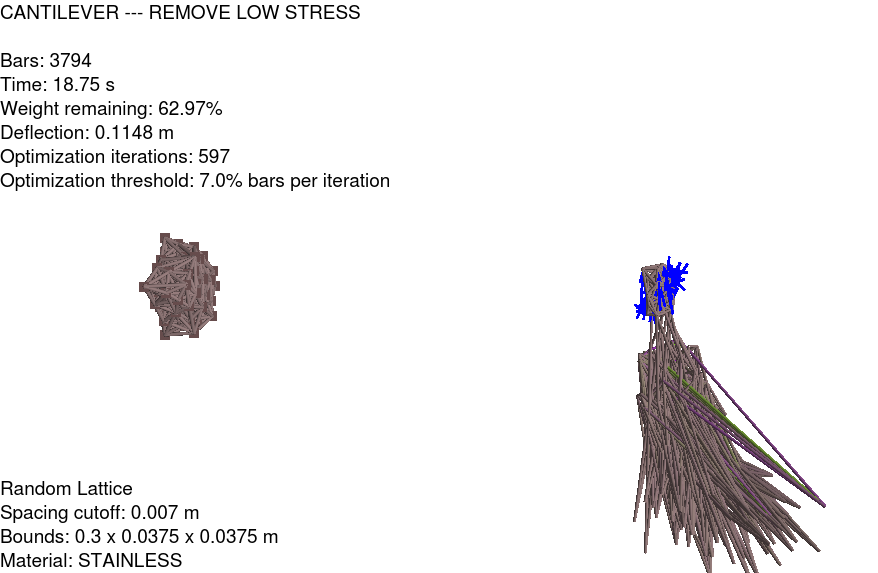 CANTILEVER --- REMOVE LOW STRESS
Bars: 3794
Time: 18.75 s
Weight remaining: 62.97%
Deflection: 0.1148 m
Optimization iterations: 597
Optimization threshold: 7.0% bars per iteration
Random Lattice
Spacing cutoff: 0.007 m
Bounds: 0.3 x 0.0375 x 0.0375 m
Material: STAINLESS